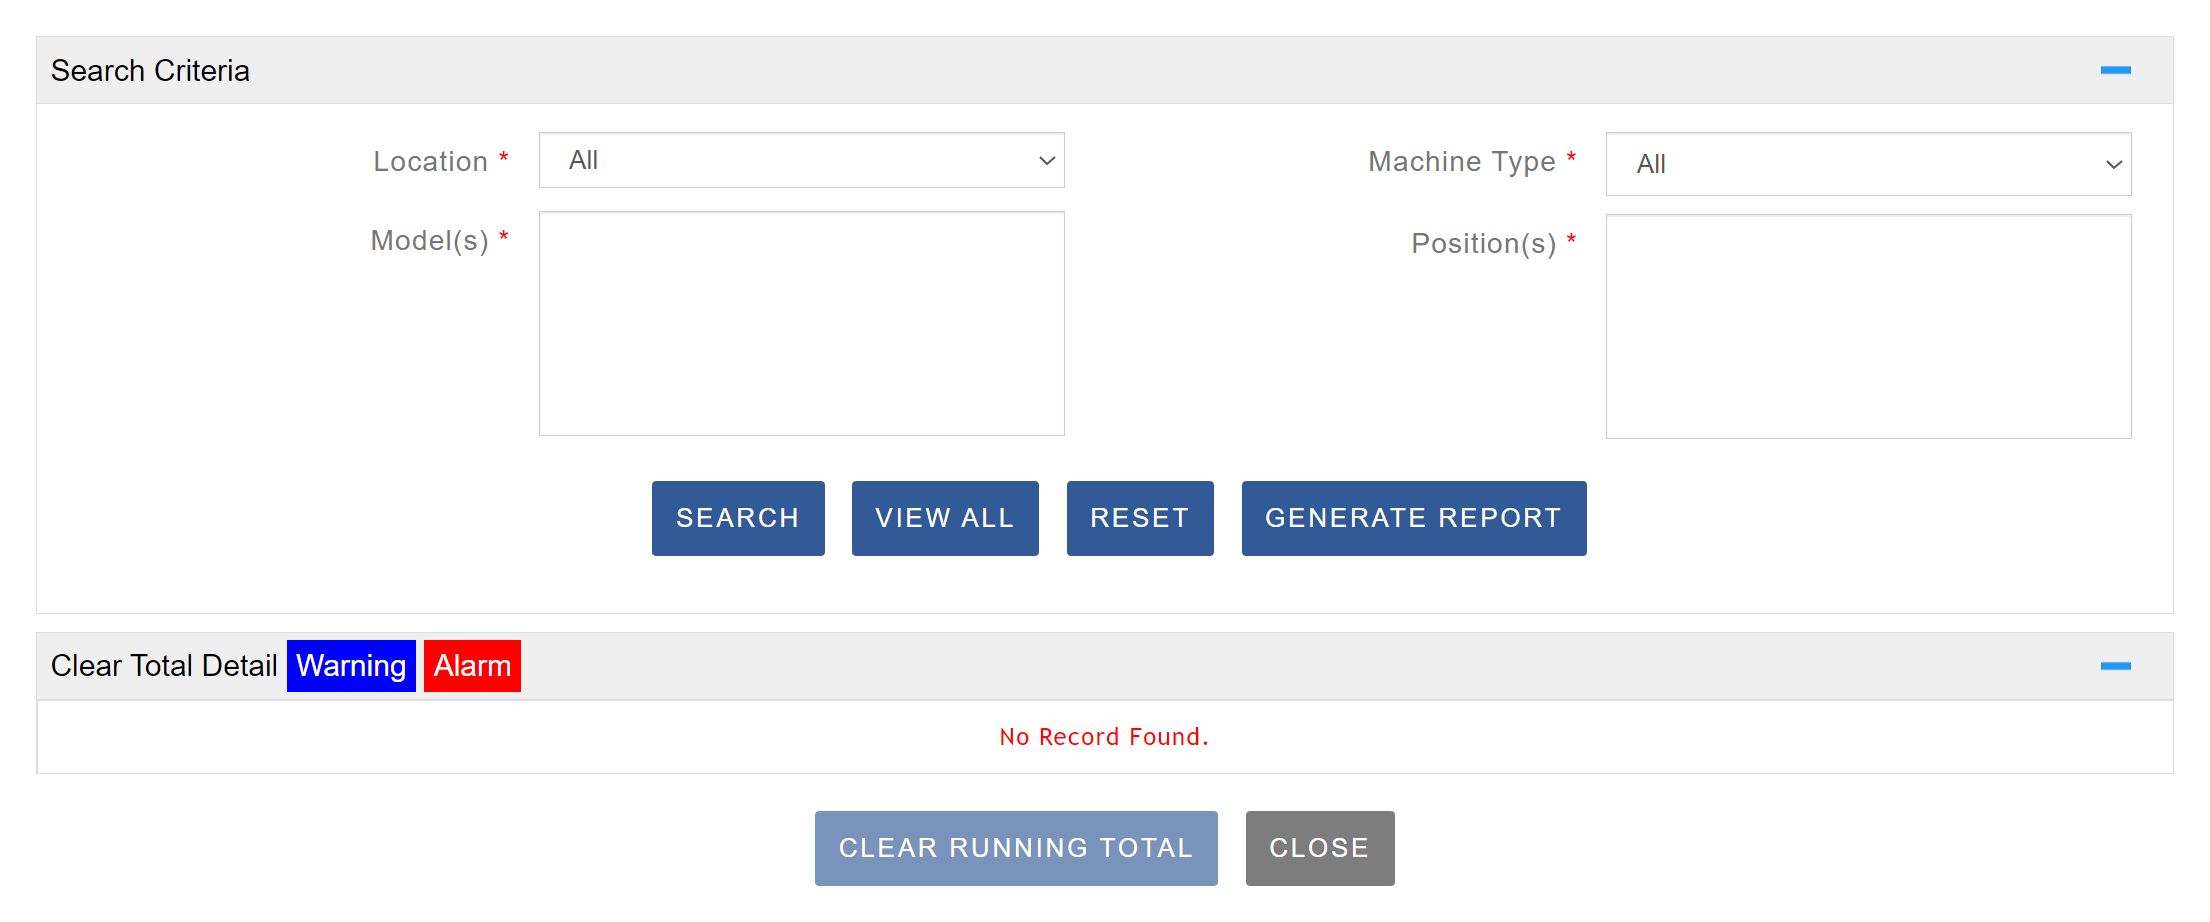 Search Criteria
Location * All Machine Type * All
Model(s) * Position(s) *
SEARCH VIEW ALL RESET GENERATE REPORT
Clear Total Detail Warning Alarm
No Record Found.
CLEAR RUNNING TOTAL CLOSE